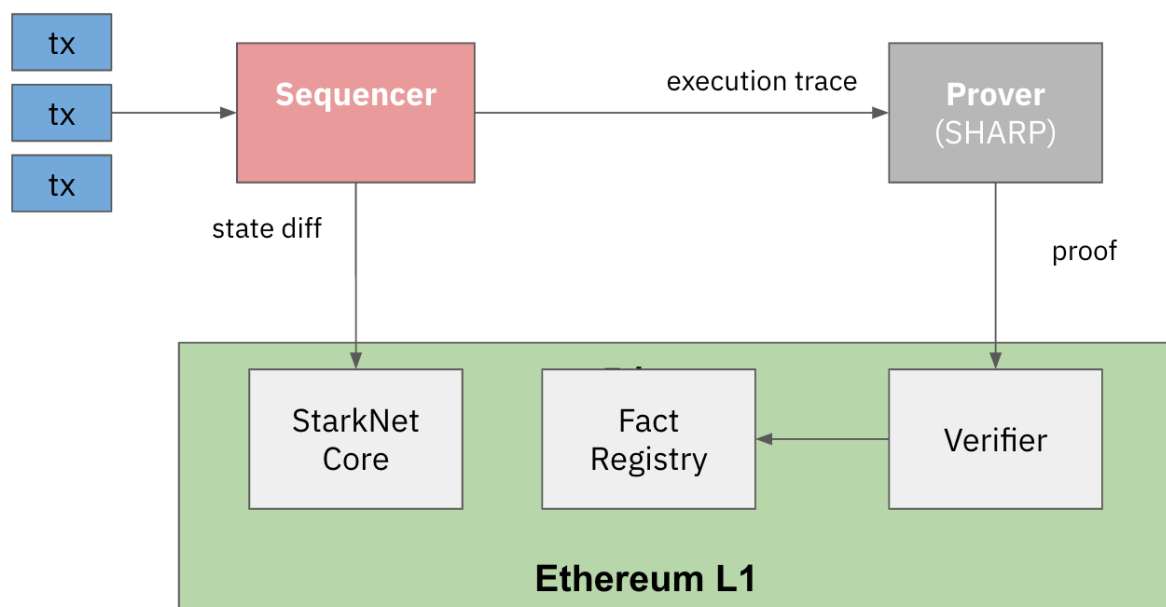 tx
tx
tx
Sequencer
execution trace
Prover
(SHARP)
state diff
proof
StarkNet
Core
Fact
Registry
Verifier
Ethereum L1